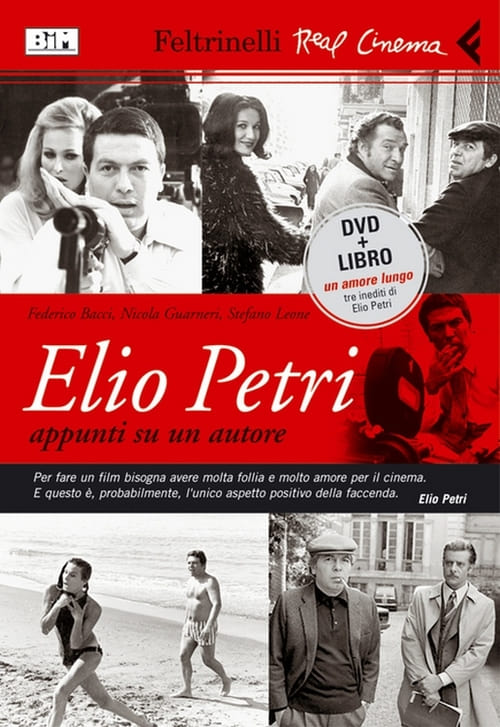 BiM
Feltrinelli Real Cinema
DVD
+
LIBRO
un amore lungo
tre inediti di
Elio Petri
Federico Bacci, Nicola Guarneri, Stefano Leone
Elio Petri
appunti su un autore
Per fare un film bisogna avere molta follia e molto amore per il cinema.
E questo è, probabilmente, l'unico aspetto positivo della faccenda. Elio Petri